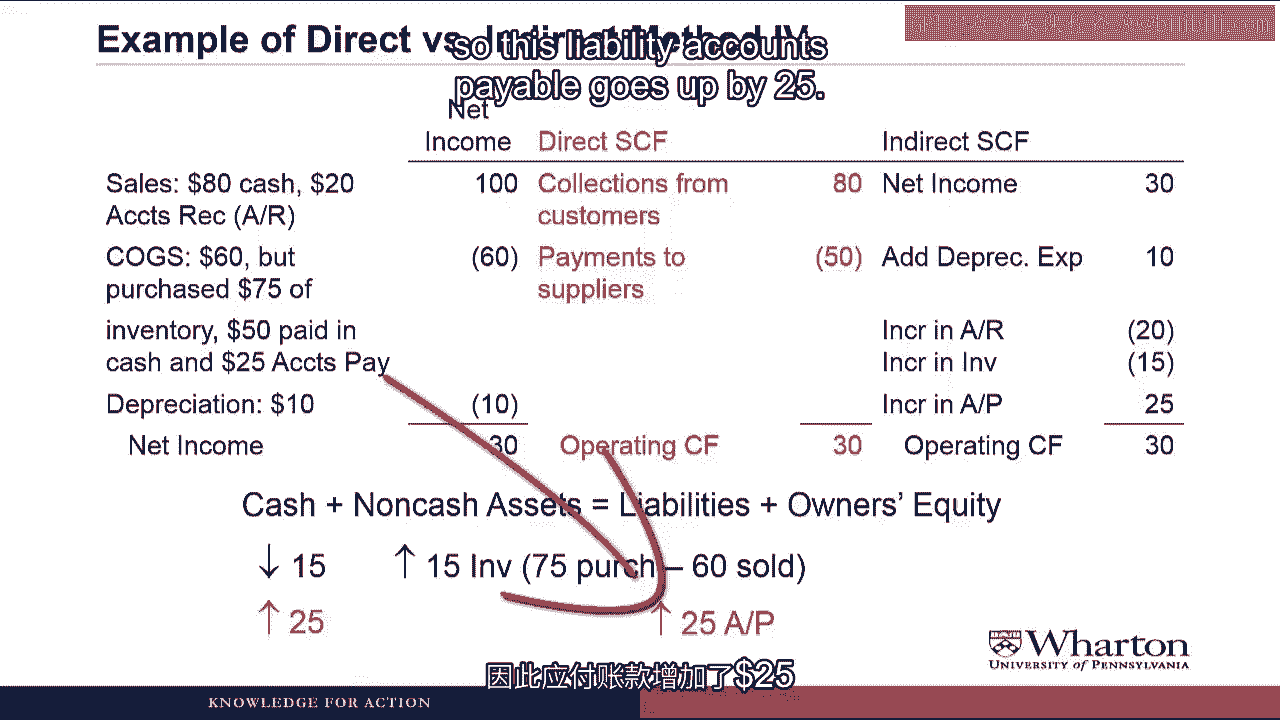 Example of Direct vs. Indirect Method IV
so this liability accounts
payable goes up by 25.
Net
Income Direct SCF Indirect SCF
Sales: $80 cash, $20 100 Collections from 80 Net Income 30
Accts Rec (A/R) customers
COGS: $60, but (60) Payments to (50) Add Deprec. Exp 10
purchased $75 of suppliers
inventory, $50 paid in Incr in A/R (20)
cash and $25 Accts Pay Incr in Inv (15)
Depreciation: $10 (10) Incr in A/P 25
Net Income 30 Operating CF 30 Operating CF 30
Cash + Noncash Assets = Liabilities + Owners’ Equity
↓ 15 ↑ 15 Inv (75 purch – 60 sold)
↑ 25 ↑ 25 A/P
因此应付账款增加了$25
Wharton
UNIVERSITY of PENNSYLVANIA
KNOWLEDGE FOR ACTION